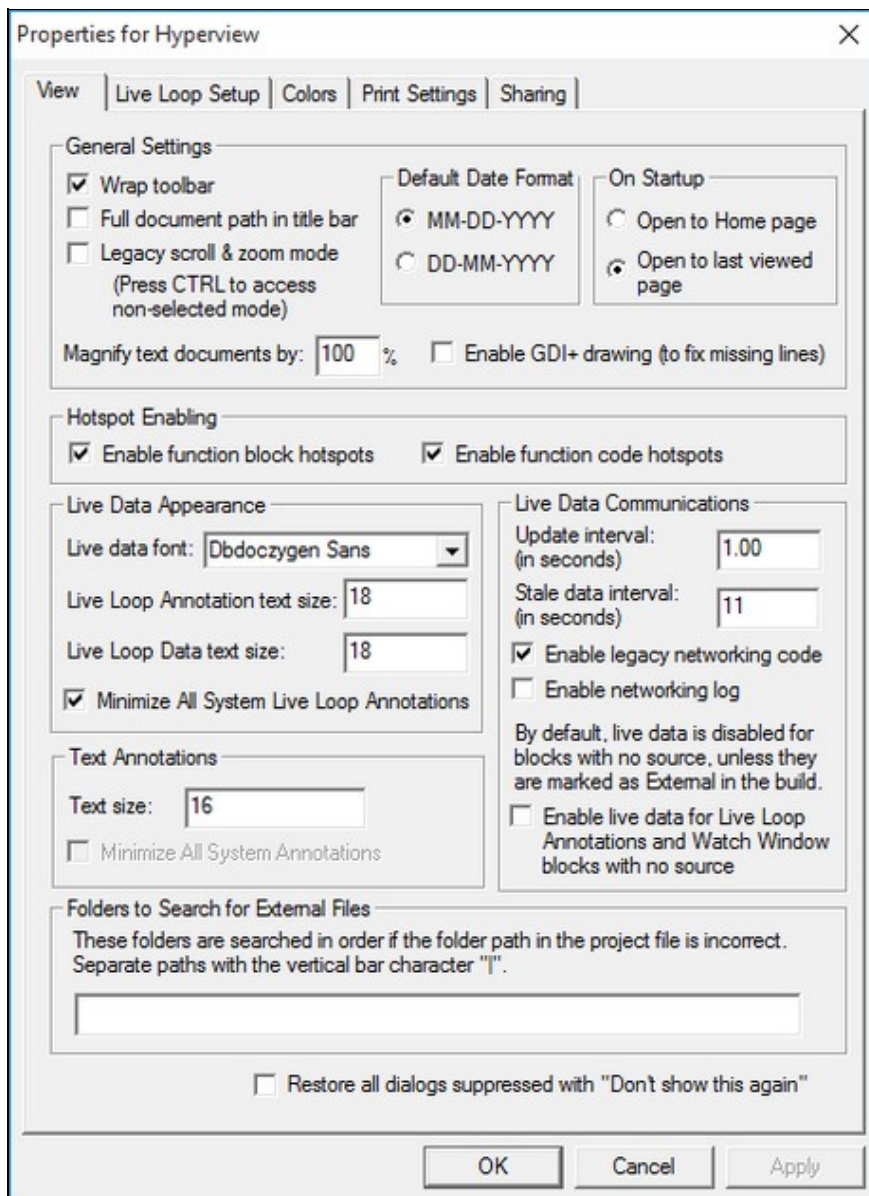 Properties for Hyperview
View
Live Loop Setup
Colors
Print Settings
Sharing
General Settings
Wrap toolbar
Full document path in title bar
Legacy scroll & zoom mode
(Press CTRL to access
non-selected mode)
Default Date Format
MM-DD-YYYY
DD-MM-YYYY
On Startup
Open to Home page
Open to last viewed
page
Magnify text documents by: 100 %
Enable GDI+ drawing (to fix missing lines)
Hotspot Enabling
Enable function block hotspots
Enable function code hotspots
Live Data Appearance
Live data font: Dbdoczygen Sans
Live Loop Annotation text size: 18
Live Loop Data text size: 18
Minimize All System Live Loop Annotations
Text Annotations
Text size: 16
Minimize All System Annotations
Live Data Communications
Update interval:
(in seconds)
1.00
Stale data interval:
(in seconds)
11
Enable legacy networking code
Enable networking log
By default, live data is disabled for
blocks with no source, unless they
are marked as External in the build.
Enable live data for Live Loop
Annotations and Watch Window
blocks with no source
Folders to Search for External Files
These folders are searched in order if the folder path in the project file is incorrect.
Separate paths with the vertical bar character "|".
Restore all dialogs suppressed with "Don't show this again"
OK
Cancel
Apply